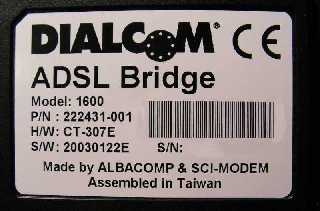 DIALCOM® CE
ADSL Bridge
Model: 1600
P/N : 222431-001
H/W: CT-307E
S/W: 20030122E S/N:
Made by ALBACOMP & SCI-MODEM
Assembled in Taiwan